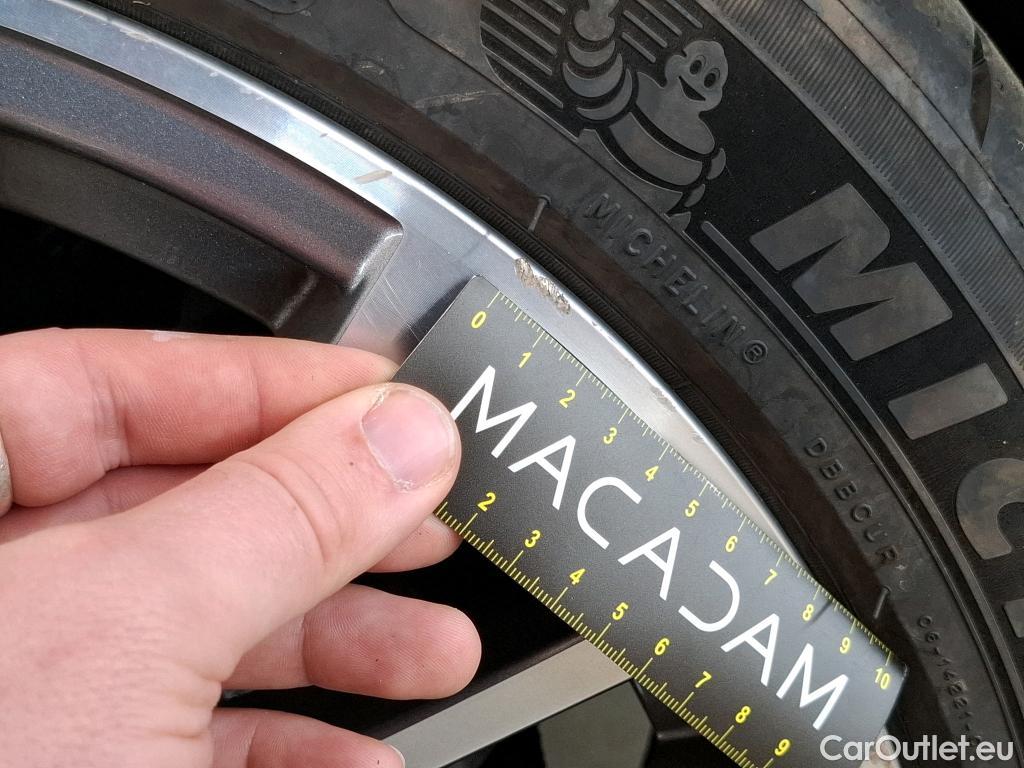 MICHELIN®
MIC
DEBECUR
0 1 2 3 4 5 6 7 8 9 10
MACADAM
2 3 4 5 6 7 8 9
CarOutlet.eu